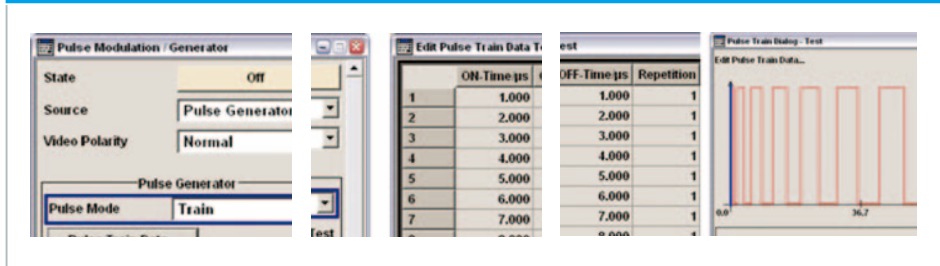 Pulse Modulation / Generator
State Off
Source Pulse Generator
Video Polarity Normal
Pulse Generator
Pulse Mode Train
Test
Edit Pulse Train Data
est
ON-Time/µs OFF-Time/µs Repetition
1 1.000 1.000 1
2 2.000 2.000 1
3 3.000 3.000 1
4 4.000 4.000 1
5 5.000 5.000 1
6 6.000 6.000 1
7 7.000 7.000 1
8.000 1
Pulse Train Dialog - Test
Edit Pulse Train Data...
0.0 36.7